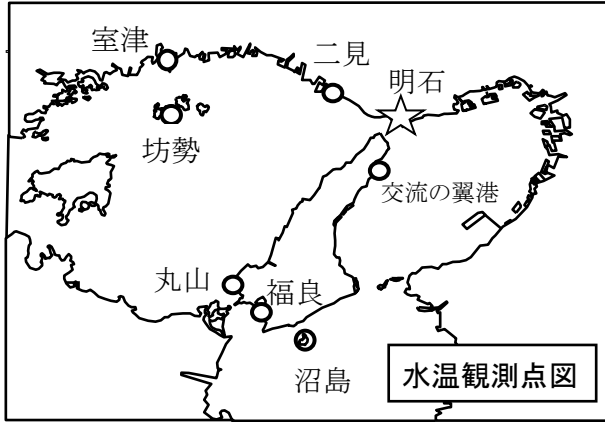 室津
二見
明石
坊勢
交流の翼港
丸山
福良
沼島
水温観測点図